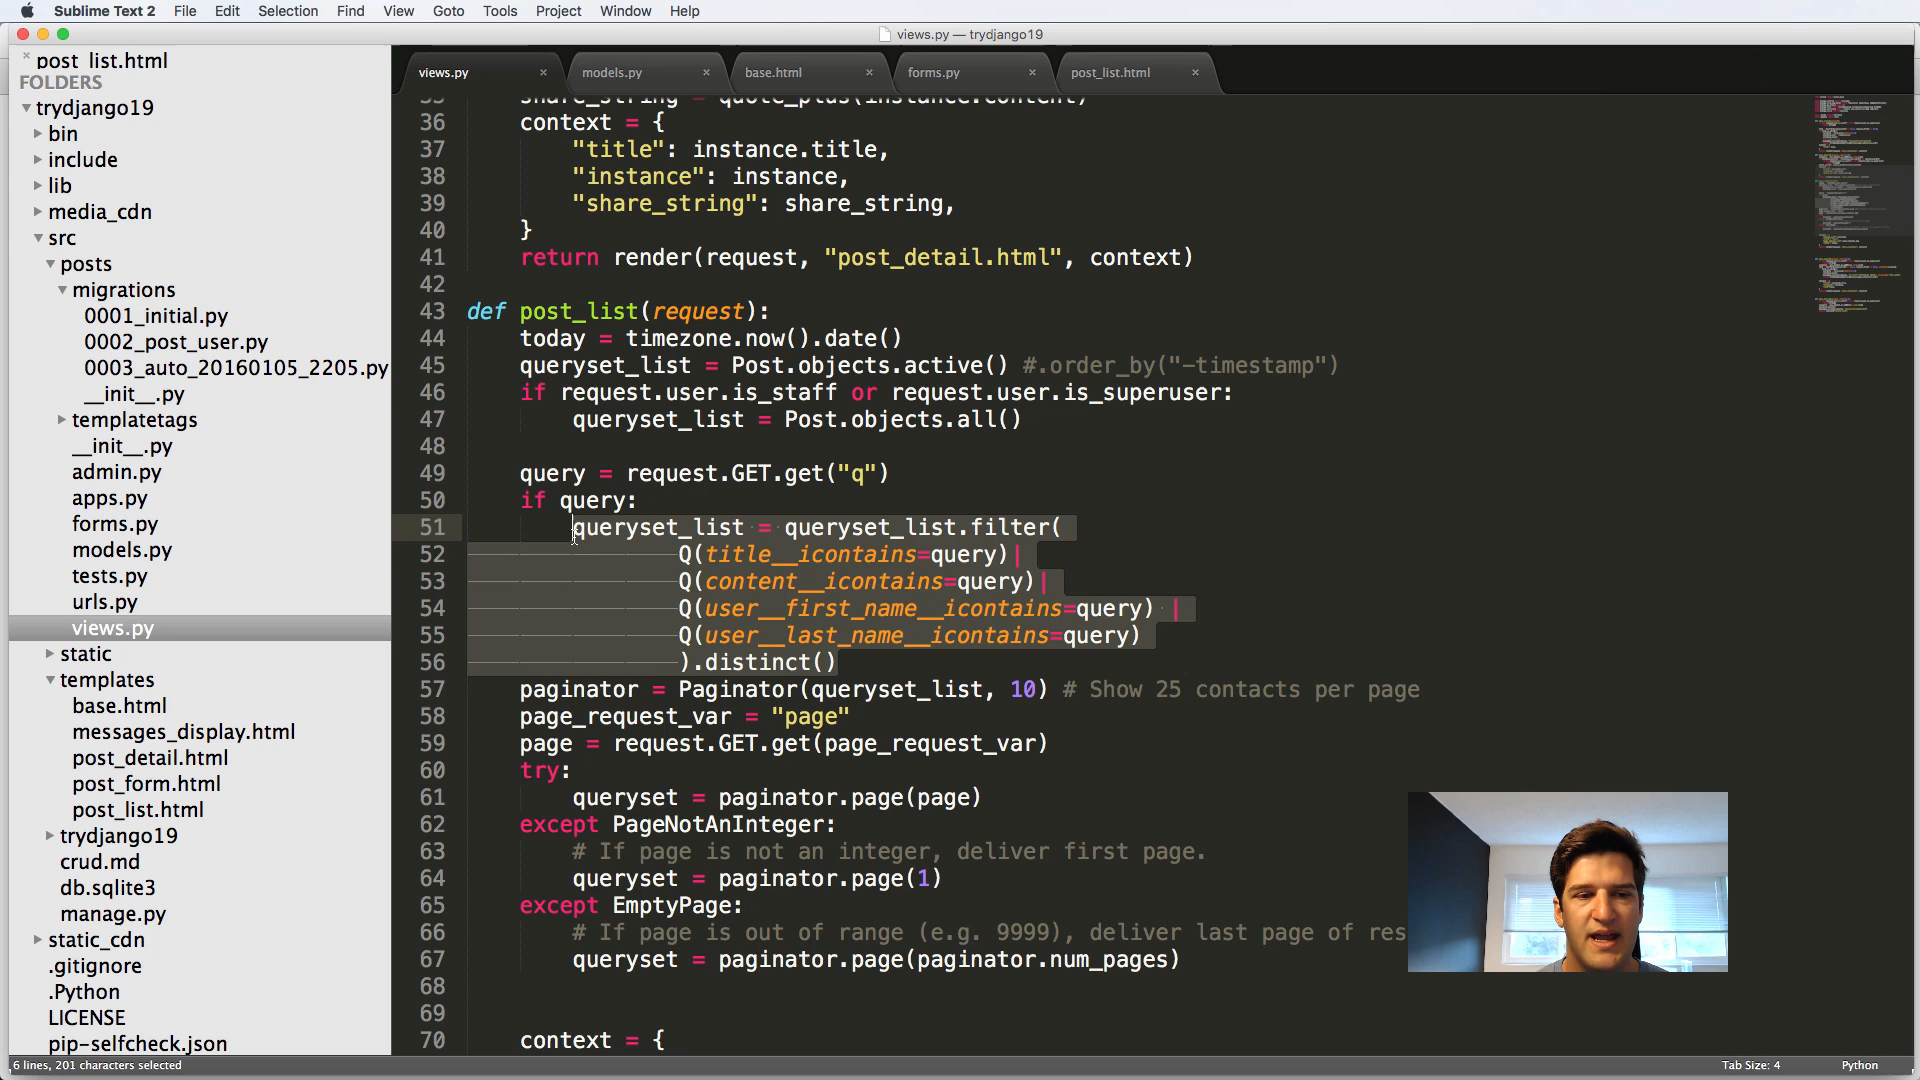 Sublime Text 2 File Edit Selection Find View Goto Tools Project Window Help
views.py — trydjango19
post_list.html
FOLDERS
trydjango19
bin
include
lib
media_cdn
src
posts
migrations
0001_initial.py
0002_post_user.py
0003_auto_20160105_2205.py
__init__.py
templatetags
__init__.py
admin.py
apps.py
forms.py
models.py
tests.py
urls.py
views.py
static
templates
base.html
messages_display.html
post_detail.html
post_form.html
post_list.html
trydjango19
crud.md
db.sqlite3
manage.py
static_cdn
.gitignore
.Python
LICENSE
pip-selfcheck.json
views.py models.py base.html forms.py post_list.html
35 share_string = quote_plus(instance.content)
36 context = {
37 "title": instance.title,
38 "instance": instance,
39 "share_string": share_string,
40 }
41 return render(request, "post_detail.html", context)
42
43 def post_list(request):
44 today = timezone.now().date()
45 queryset_list = Post.objects.active() #.order_by("-timestamp")
46 if request.user.is_staff or request.user.is_superuser:
47 queryset_list = Post.objects.all()
48
49 query = request.GET.get("q")
50 if query:
51 queryset_list = queryset_list.filter(
52 Q(title__icontains=query)|
53 Q(content__icontains=query)|
54 Q(user__first_name__icontains=query) |
55 Q(user__last_name__icontains=query)
56 ).distinct()
57 paginator = Paginator(queryset_list, 10) # Show 25 contacts per page
58 page_request_var = "page"
59 page = request.GET.get(page_request_var)
60 try:
61 queryset = paginator.page(page)
62 except PageNotAnInteger:
63 # If page is not an integer, deliver first page.
64 queryset = paginator.page(1)
65 except EmptyPage:
66 # If page is out of range (e.g. 9999), deliver last page of res
67 queryset = paginator.page(paginator.num_pages)
68
69
70 context = {
6 lines, 201 characters selected Tab Size: 4 Python